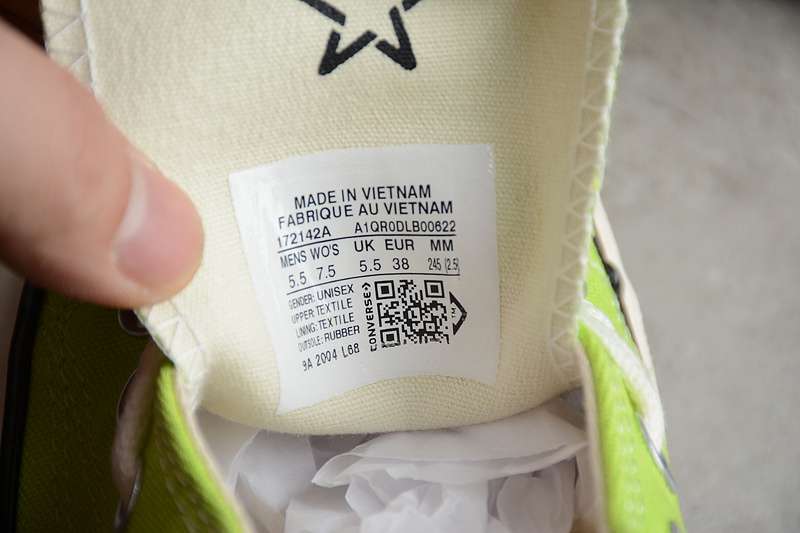 MADE IN VIETNAM
FABRIQUE AU VIETNAM
172142A A1QR0DLB00622
MENS WO'S UK EUR MM
5.5 7.5 5.5 38 245 (2.5)
GENDER: UNISEX
UPPER: TEXTILE
LINING: TEXTILE
OUTSOLE: RUBBER
9A 2004 L68
CONVERSE
TM